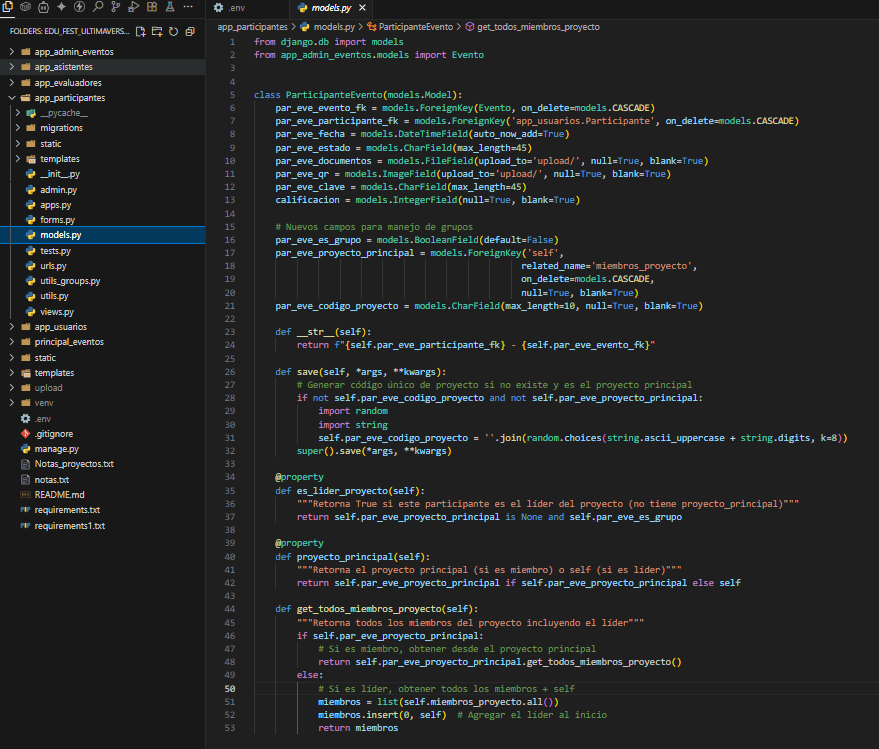 .env
models.py
FOLDERS: EDU_FEST_ULTIMAVERS...
app_participantes > models.py > ParticipanteEvento > get_todos_miembros_proyecto
app_admin_eventos
app_asistentes
app_evaluadores
app_participantes
__pycache__
migrations
static
templates
__init__.py
admin.py
apps.py
forms.py
models.py
tests.py
urls.py
utils_groups.py
utils.py
views.py
app_usuarios
principal_eventos
static
templates
upload
venv
.env
.gitignore
manage.py
Notas_proyectos.txt
notas.txt
README.md
requirements.txt
requirements1.txt
1 from django.db import models
2 from app_admin_eventos.models import Evento
3
4
5 class ParticipanteEvento(models.Model):
6     par_eve_evento_fk = models.ForeignKey(Evento, on_delete=models.CASCADE)
7     par_eve_participante_fk = models.ForeignKey('app_usuarios.Participante', on_delete=models.CASCADE)
8     par_eve_fecha = models.DateTimeField(auto_now_add=True)
9     par_eve_estado = models.CharField(max_length=45)
10     par_eve_documentos = models.FileField(upload_to='upload/', null=True, blank=True)
11     par_eve_qr = models.ImageField(upload_to='upload/', null=True, blank=True)
12     par_eve_clave = models.CharField(max_length=45)
13     calificacion = models.IntegerField(null=True, blank=True)
14
15     # Nuevos campos para manejo de grupos
16     par_eve_es_grupo = models.BooleanField(default=False)
17     par_eve_proyecto_principal = models.ForeignKey('self',
18                                                    related_name='miembros_proyecto',
19                                                    on_delete=models.CASCADE,
20                                                    null=True, blank=True)
21     par_eve_codigo_proyecto = models.CharField(max_length=10, null=True, blank=True)
22
23     def __str__(self):
24         return f"{self.par_eve_participante_fk} - {self.par_eve_evento_fk}"
25
26     def save(self, *args, **kwargs):
27         # Generar código único de proyecto si no existe y es el proyecto principal
28         if not self.par_eve_codigo_proyecto and not self.par_eve_proyecto_principal:
29             import random
30             import string
31             self.par_eve_codigo_proyecto = ''.join(random.choices(string.ascii_uppercase + string.digits, k=8))
32         super().save(*args, **kwargs)
33
34     @property
35     def es_lider_proyecto(self):
36         """Retorna True si este participante es el líder del proyecto (no tiene proyecto_principal)"""
37         return self.par_eve_proyecto_principal is None and self.par_eve_es_grupo
38
39     @property
40     def proyecto_principal(self):
41         """Retorna el proyecto principal (si es miembro) o self (si es líder)"""
42         return self.par_eve_proyecto_principal if self.par_eve_proyecto_principal else self
43
44     def get_todos_miembros_proyecto(self):
45         """Retorna todos los miembros del proyecto incluyendo el líder"""
46         if self.par_eve_proyecto_principal:
47             # Si es miembro, obtener desde el proyecto principal
48             return self.par_eve_proyecto_principal.get_todos_miembros_proyecto()
49         else:
50             # Si es líder, obtener todos los miembros + self
51             miembros = list(self.miembros_proyecto.all())
52             miembros.insert(0, self)  # Agregar el líder al inicio
53             return miembros